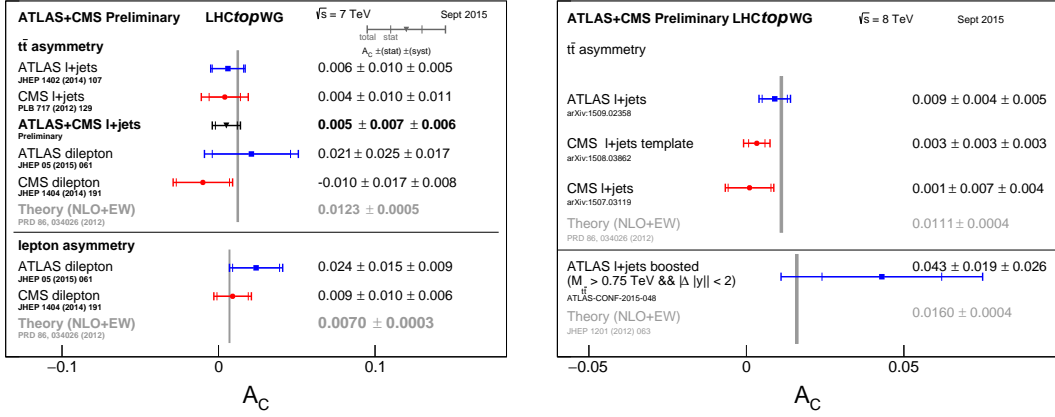 ATLAS+CMS Preliminary LHCtopWG √s = 7 TeV Sept 2015
total stat
tt̄ asymmetry
A_C ±(stat) ±(syst)
ATLAS l+jets 0.006 ± 0.010 ± 0.005
JHEP 1402 (2014) 107
CMS l+jets 0.004 ± 0.010 ± 0.011
PLB 717 (2012) 129
ATLAS+CMS l+jets 0.005 ± 0.007 ± 0.006
Preliminary
ATLAS dilepton 0.021 ± 0.025 ± 0.017
JHEP 05 (2015) 061
CMS dilepton -0.010 ± 0.017 ± 0.008
JHEP 1404 (2014) 191
Theory (NLO+EW) 0.0123 ± 0.0005
PRD 86, 034026 (2012)
lepton asymmetry
ATLAS dilepton 0.024 ± 0.015 ± 0.009
JHEP 05 (2015) 061
CMS dilepton 0.009 ± 0.010 ± 0.006
JHEP 1404 (2014) 191
Theory (NLO+EW) 0.0070 ± 0.0003
PRD 86, 034026 (2012)
−0.1 0 0.1
A_C
ATLAS+CMS Preliminary LHCtopWG √s = 8 TeV Sept 2015
tt̄ asymmetry
ATLAS l+jets 0.009 ± 0.004 ± 0.005
arXiv:1509.02358
CMS l+jets template 0.003 ± 0.003 ± 0.003
arXiv:1508.03862
CMS l+jets 0.001 ± 0.007 ± 0.004
arXiv:1507.03119
Theory (NLO+EW) 0.0111 ± 0.0004
PRD 86, 034026 (2012)
ATLAS l+jets boosted 0.043 ± 0.019 ± 0.026
(M_tt̄ > 0.75 TeV && |Δ |y|| < 2)
ATLAS-CONF-2015-048
Theory (NLO+EW) 0.0160 ± 0.0004
JHEP 1201 (2012) 063
−0.05 0 0.05
A_C